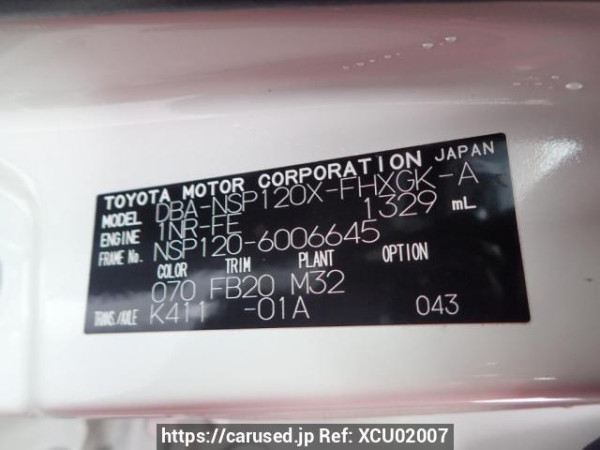 TOYOTA MOTOR CORPORATION JAPAN
MODEL DBA-NSP120X-FHXGK-A
ENGINE 1NR-FE 1329 mL
FRAME No. NSP120-6006645
COLOR TRIM PLANT OPTION
070 FB20 M32
TRANS./AXLE K411 -01A 043
https://carused.jp Ref: XCU02007